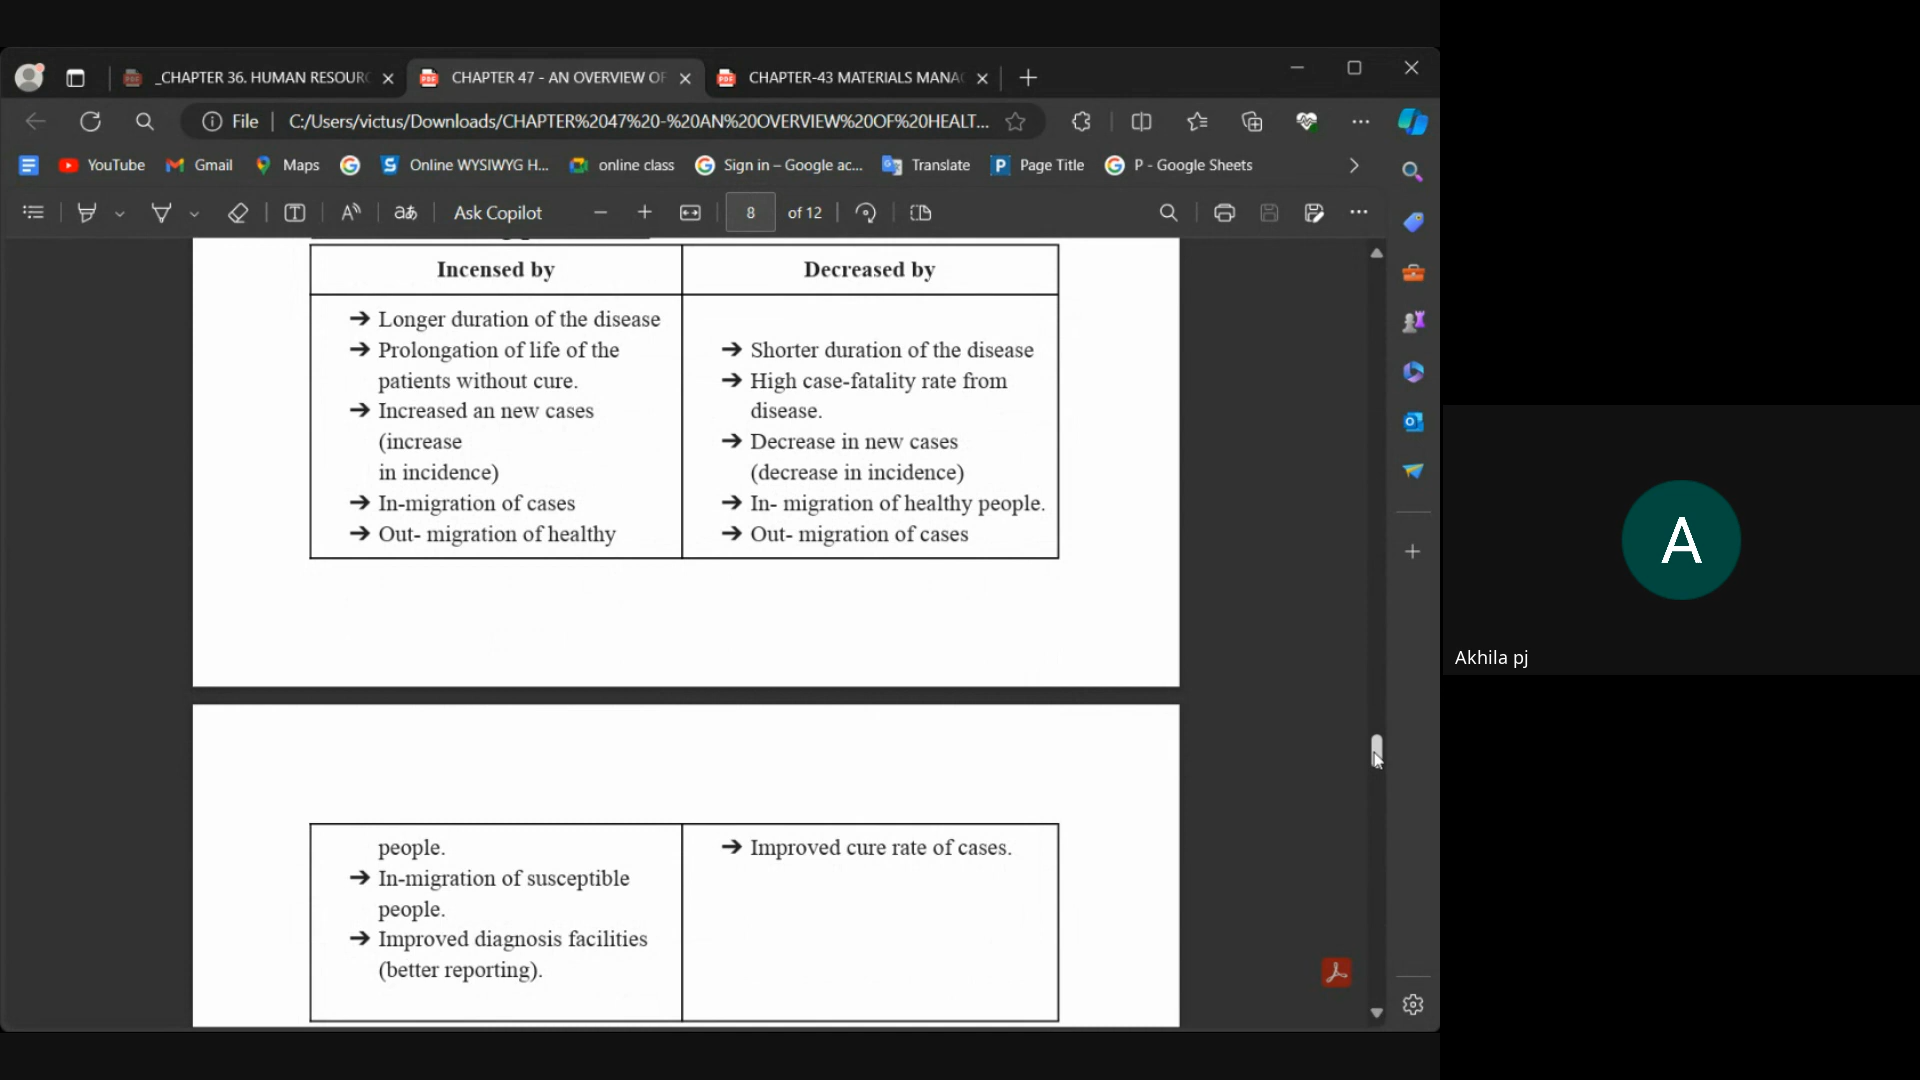 _CHAPTER 36. HUMAN RESOUR
CHAPTER 47 - AN OVERVIEW OF
CHAPTER-43 MATERIALS MANA
File
C:/Users/victus/Downloads/CHAPTER%2047%20-%20AN%20OVERVIEW%20OF%20HEALT...
YouTube
Gmail
Maps
Online WYSIWYG H...
online class
Sign in – Google ac...
Translate
Page Title
P - Google Sheets
Ask Copilot
8 of 12
Incensed by
Decreased by
➔ Longer duration of the disease
➔ Prolongation of life of the
patients without cure.
➔ Increased an new cases
(increase
in incidence)
➔ In-migration of cases
➔ Out- migration of healthy
➔ Shorter duration of the disease
➔ High case-fatality rate from
disease.
➔ Decrease in new cases
(decrease in incidence)
➔ In- migration of healthy people.
➔ Out- migration of cases
people.
➔ In-migration of susceptible
people.
➔ Improved diagnosis facilities
(better reporting).
➔ Improved cure rate of cases.
A
Akhila pj